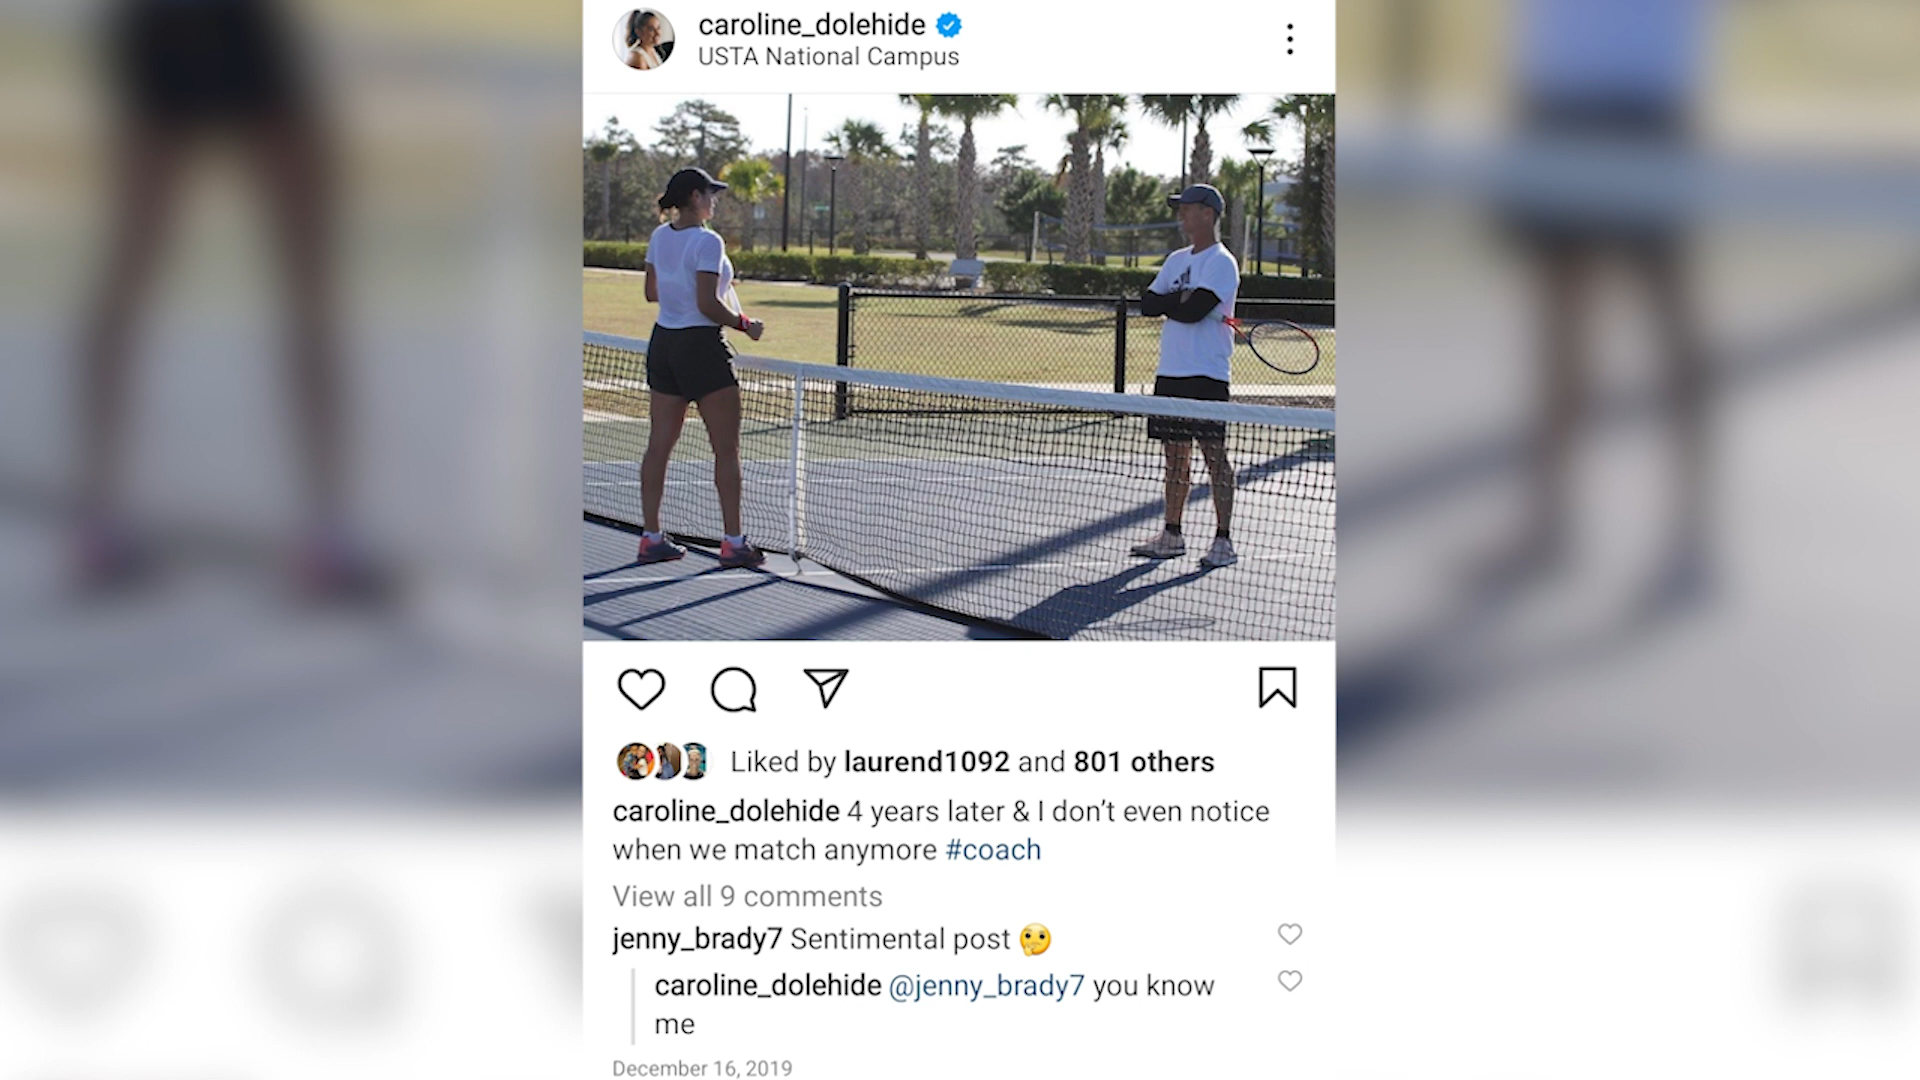 caroline_dolehide
USTA National Campus
Liked by laurend1092 and 801 others
caroline_dolehide 4 years later & I don't even notice
when we match anymore #coach
View all 9 comments
jenny_brady7 Sentimental post 🤔
caroline_dolehide @jenny_brady7 you know
me
December 16, 2019